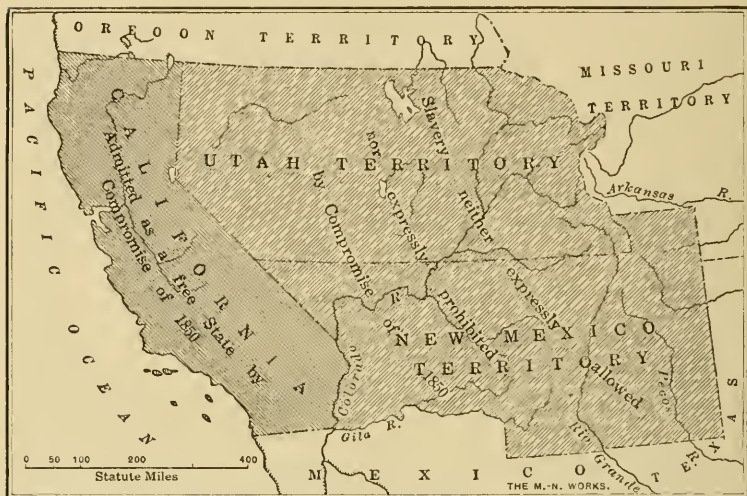 OREGON TERRITORY
MISSOURI
TERRITORY
PACIFIC OCEAN
CALIFORNIA
Admitted as a free State by
Compromise of 1850
UTAH TERRITORY
Slavery neither expressly allowed
nor expressly prohibited
by Compromise of 1850
NEW MEXICO
TERRITORY
Arkansas R.
Colorado R.
Gila R.
Rio Grande R.
Pecos
TEXAS
MEXICO
0 50 100 200 400
Statute Miles
THE M.-N. WORKS.